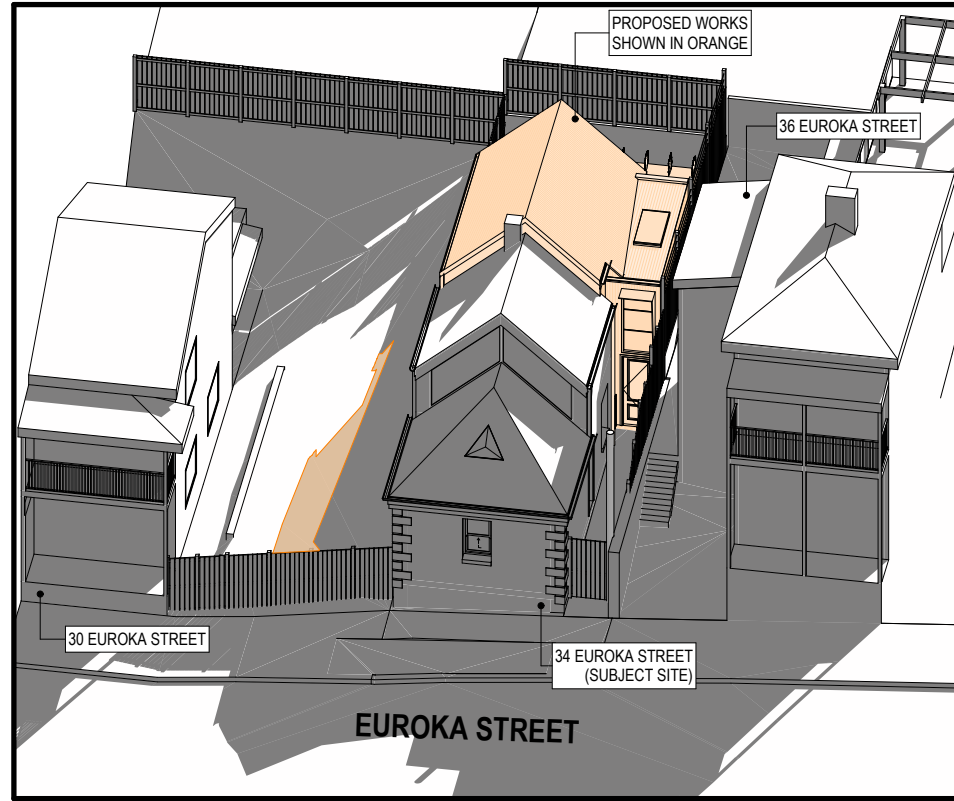 PROPOSED WORKS
SHOWN IN ORANGE
36 EUROKA STREET
30 EUROKA STREET
34 EUROKA STREET
(SUBJECT SITE)
EUROKA STREET